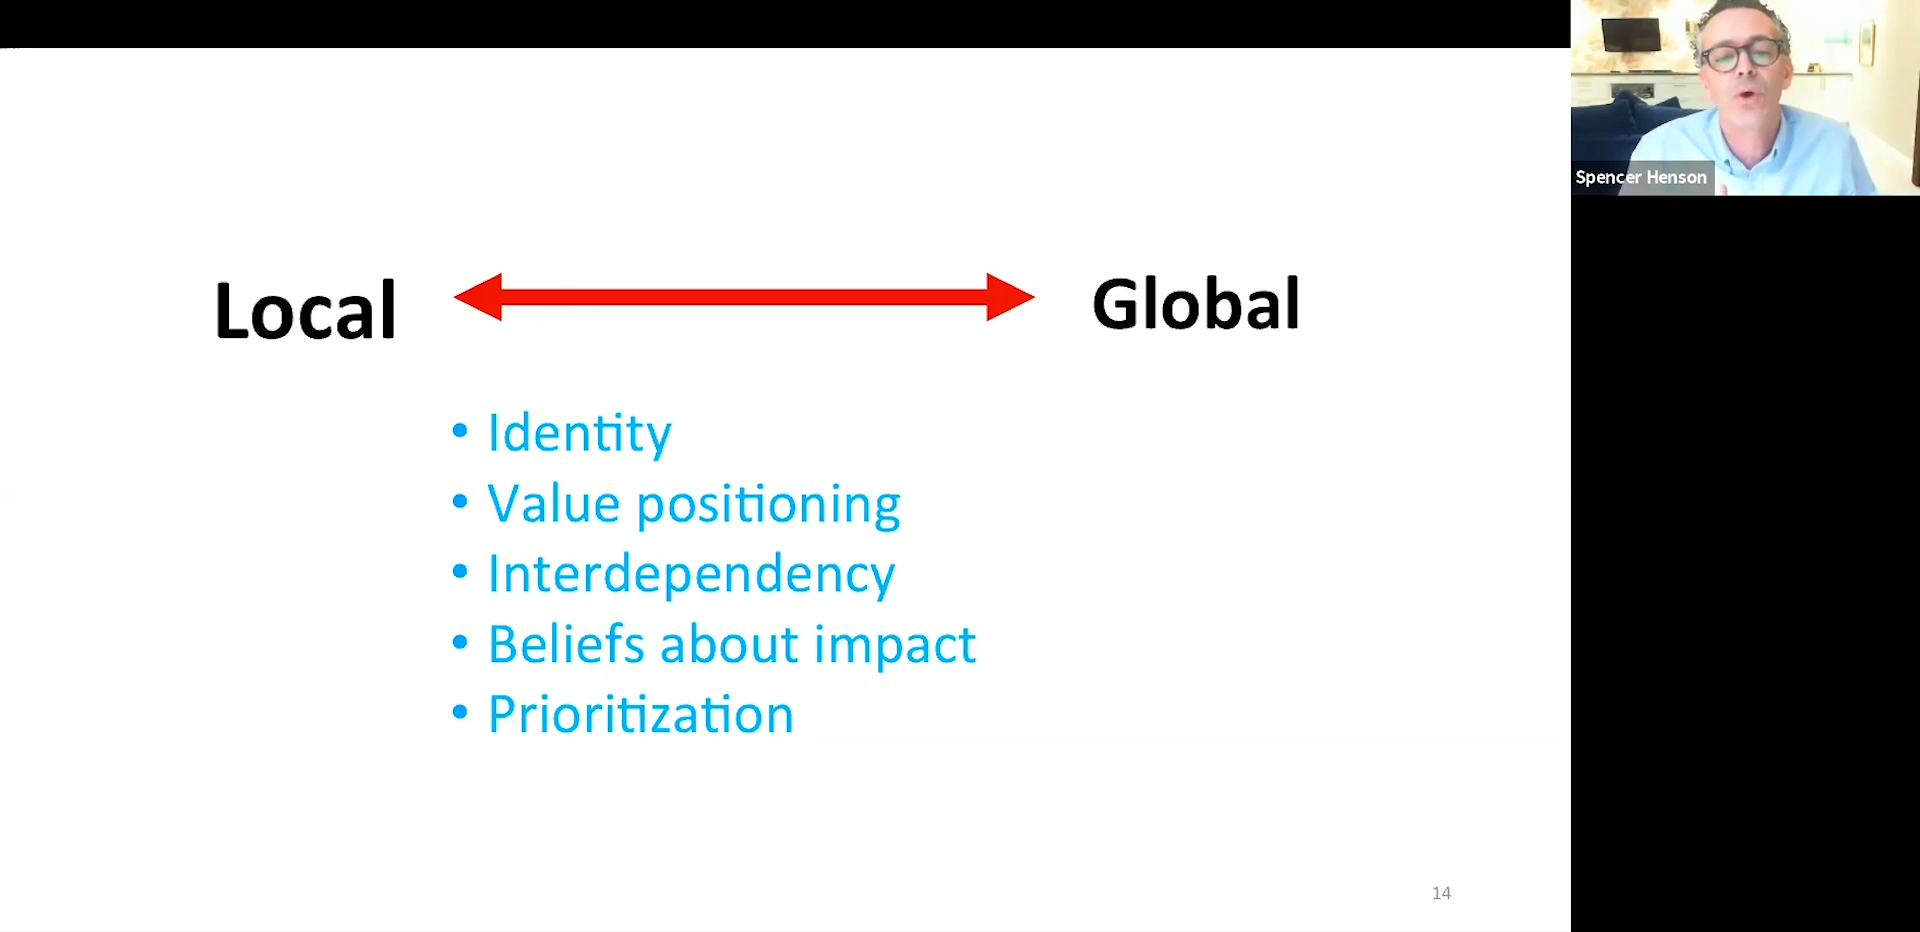 Spencer Henson
Local
Global
• Identity
• Value positioning
• Interdependency
• Beliefs about impact
• Prioritization
14